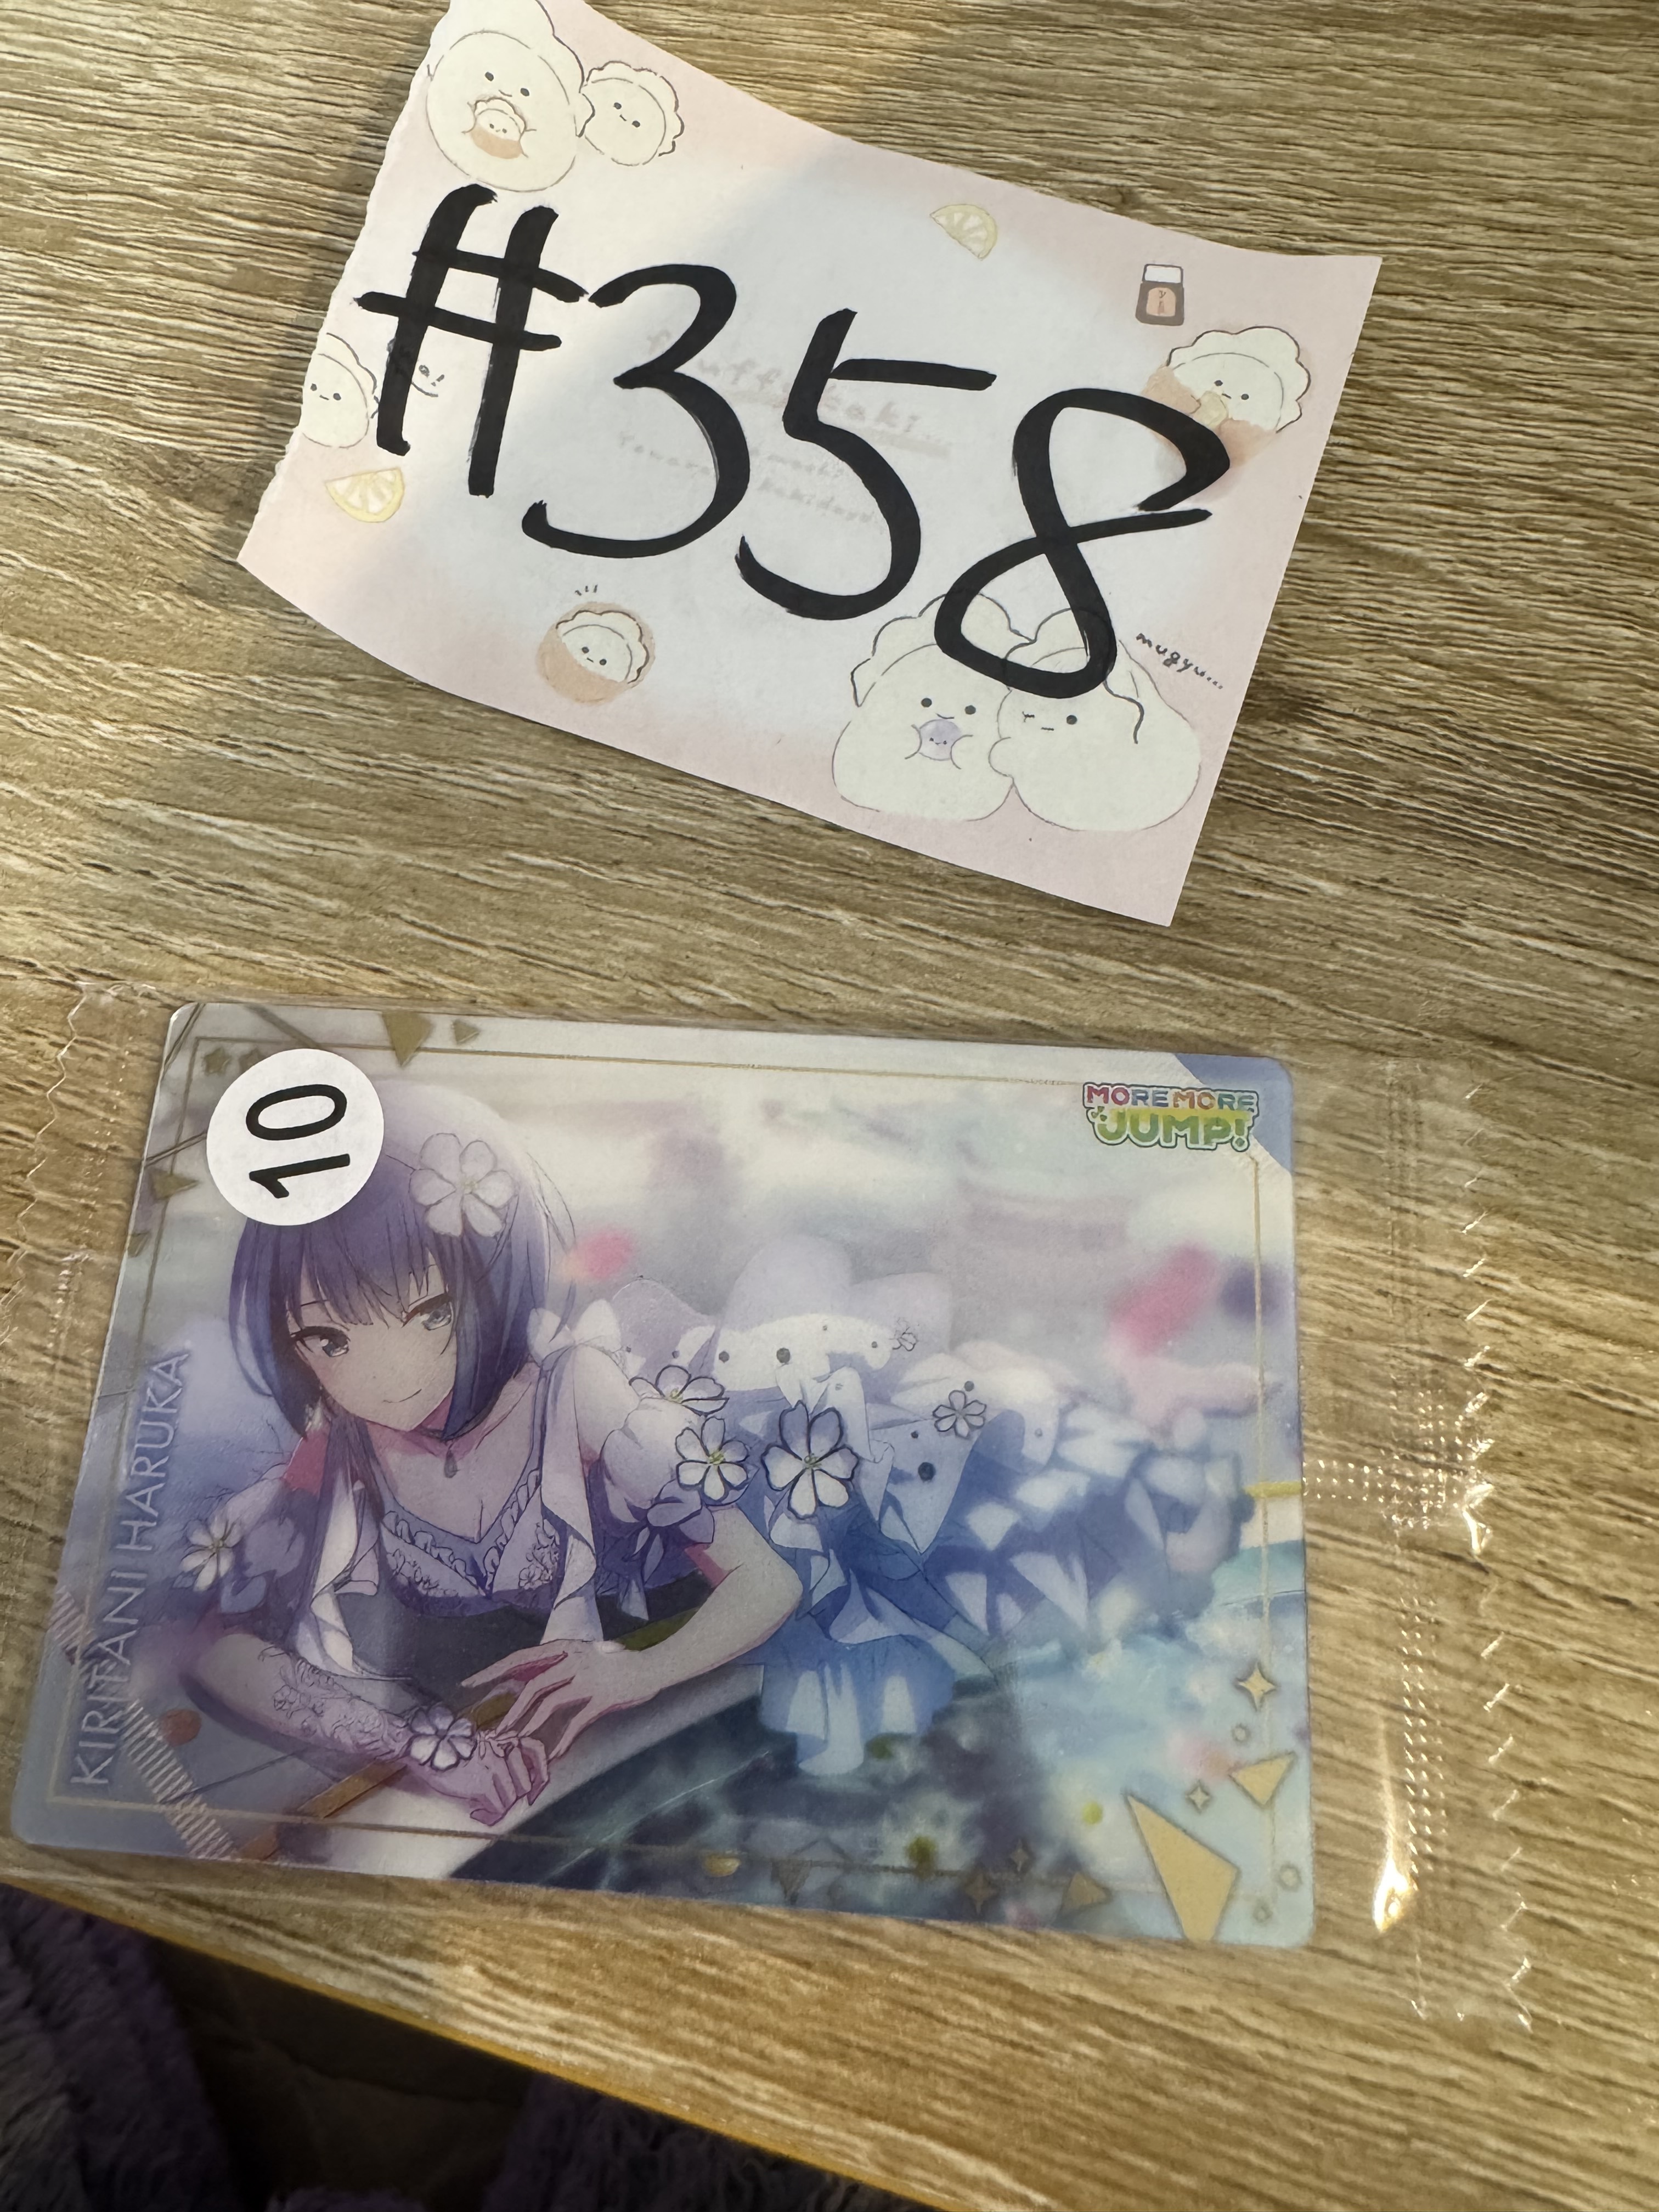 #358
mugyu...
10
MORE MORE
JUMP!
KIRITANI HARUKA